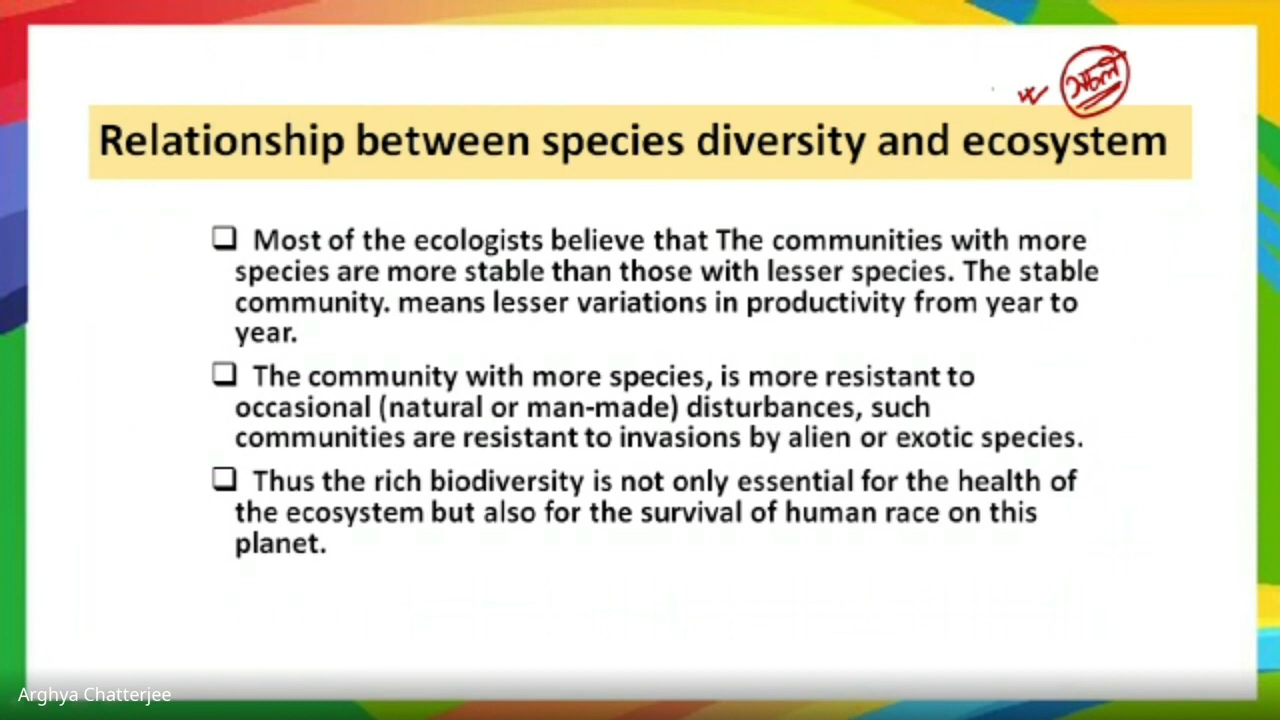 Relationship between species diversity and ecosystem
❑ Most of the ecologists believe that The communities with more
species are more stable than those with lesser species. The stable
community. means lesser variations in productivity from year to
year.
❑ The community with more species, is more resistant to
occasional (natural or man-made) disturbances, such
communities are resistant to invasions by alien or exotic species.
❑ Thus the rich biodiversity is not only essential for the health of
the ecosystem but also for the survival of human race on this
planet.
Arghya Chatterjee